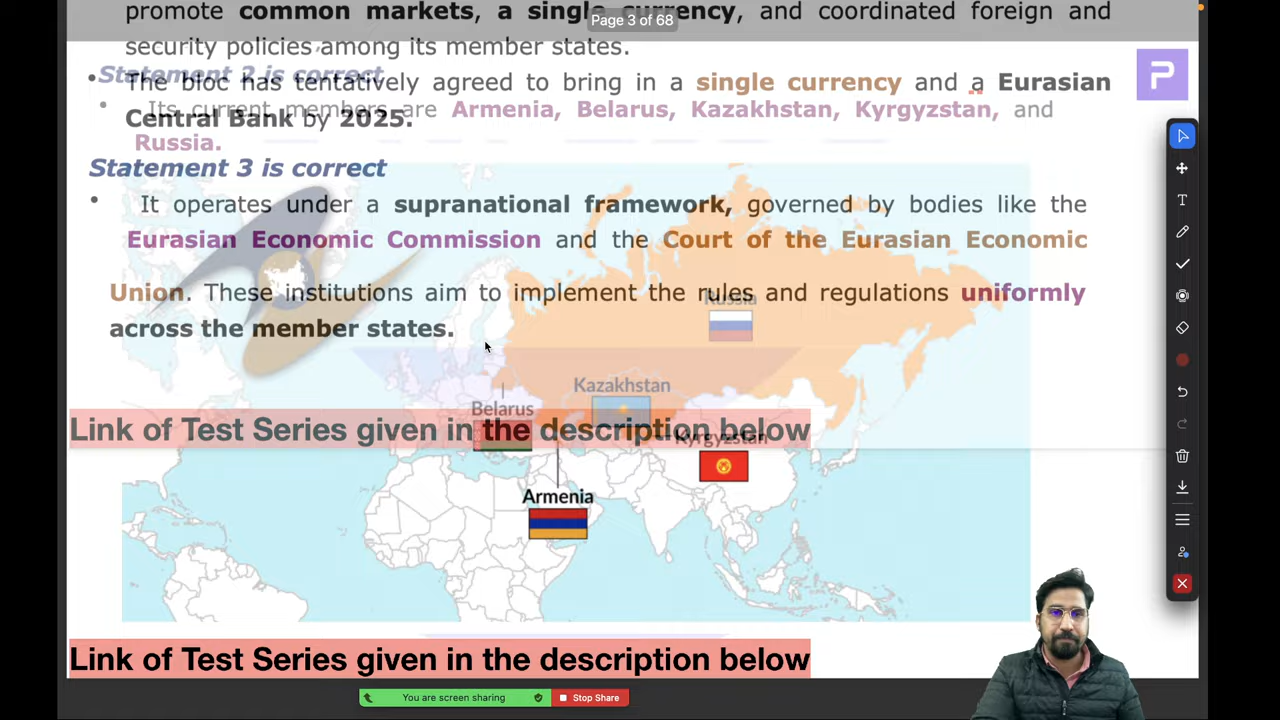 Page 3 of 68
promote common markets, a single currency, and coordinated foreign and
security policies among its member states.
Statement 2 is correct
• The bloc has tentatively agreed to bring in a single currency and a Eurasian
Central Bank by 2025.
• Its current members are Armenia, Belarus, Kazakhstan, Kyrgyzstan, and
Russia.
Statement 3 is correct
• It operates under a supranational framework, governed by bodies like the
Eurasian Economic Commission and the Court of the Eurasian Economic
Union. These institutions aim to implement the rules and regulations uniformly
across the member states.
Russia
Kazakhstan
Belarus
Link of Test Series given in the description below
Kyrgyzstan
Armenia
Link of Test Series given in the description below
You are screen sharing
Stop Share